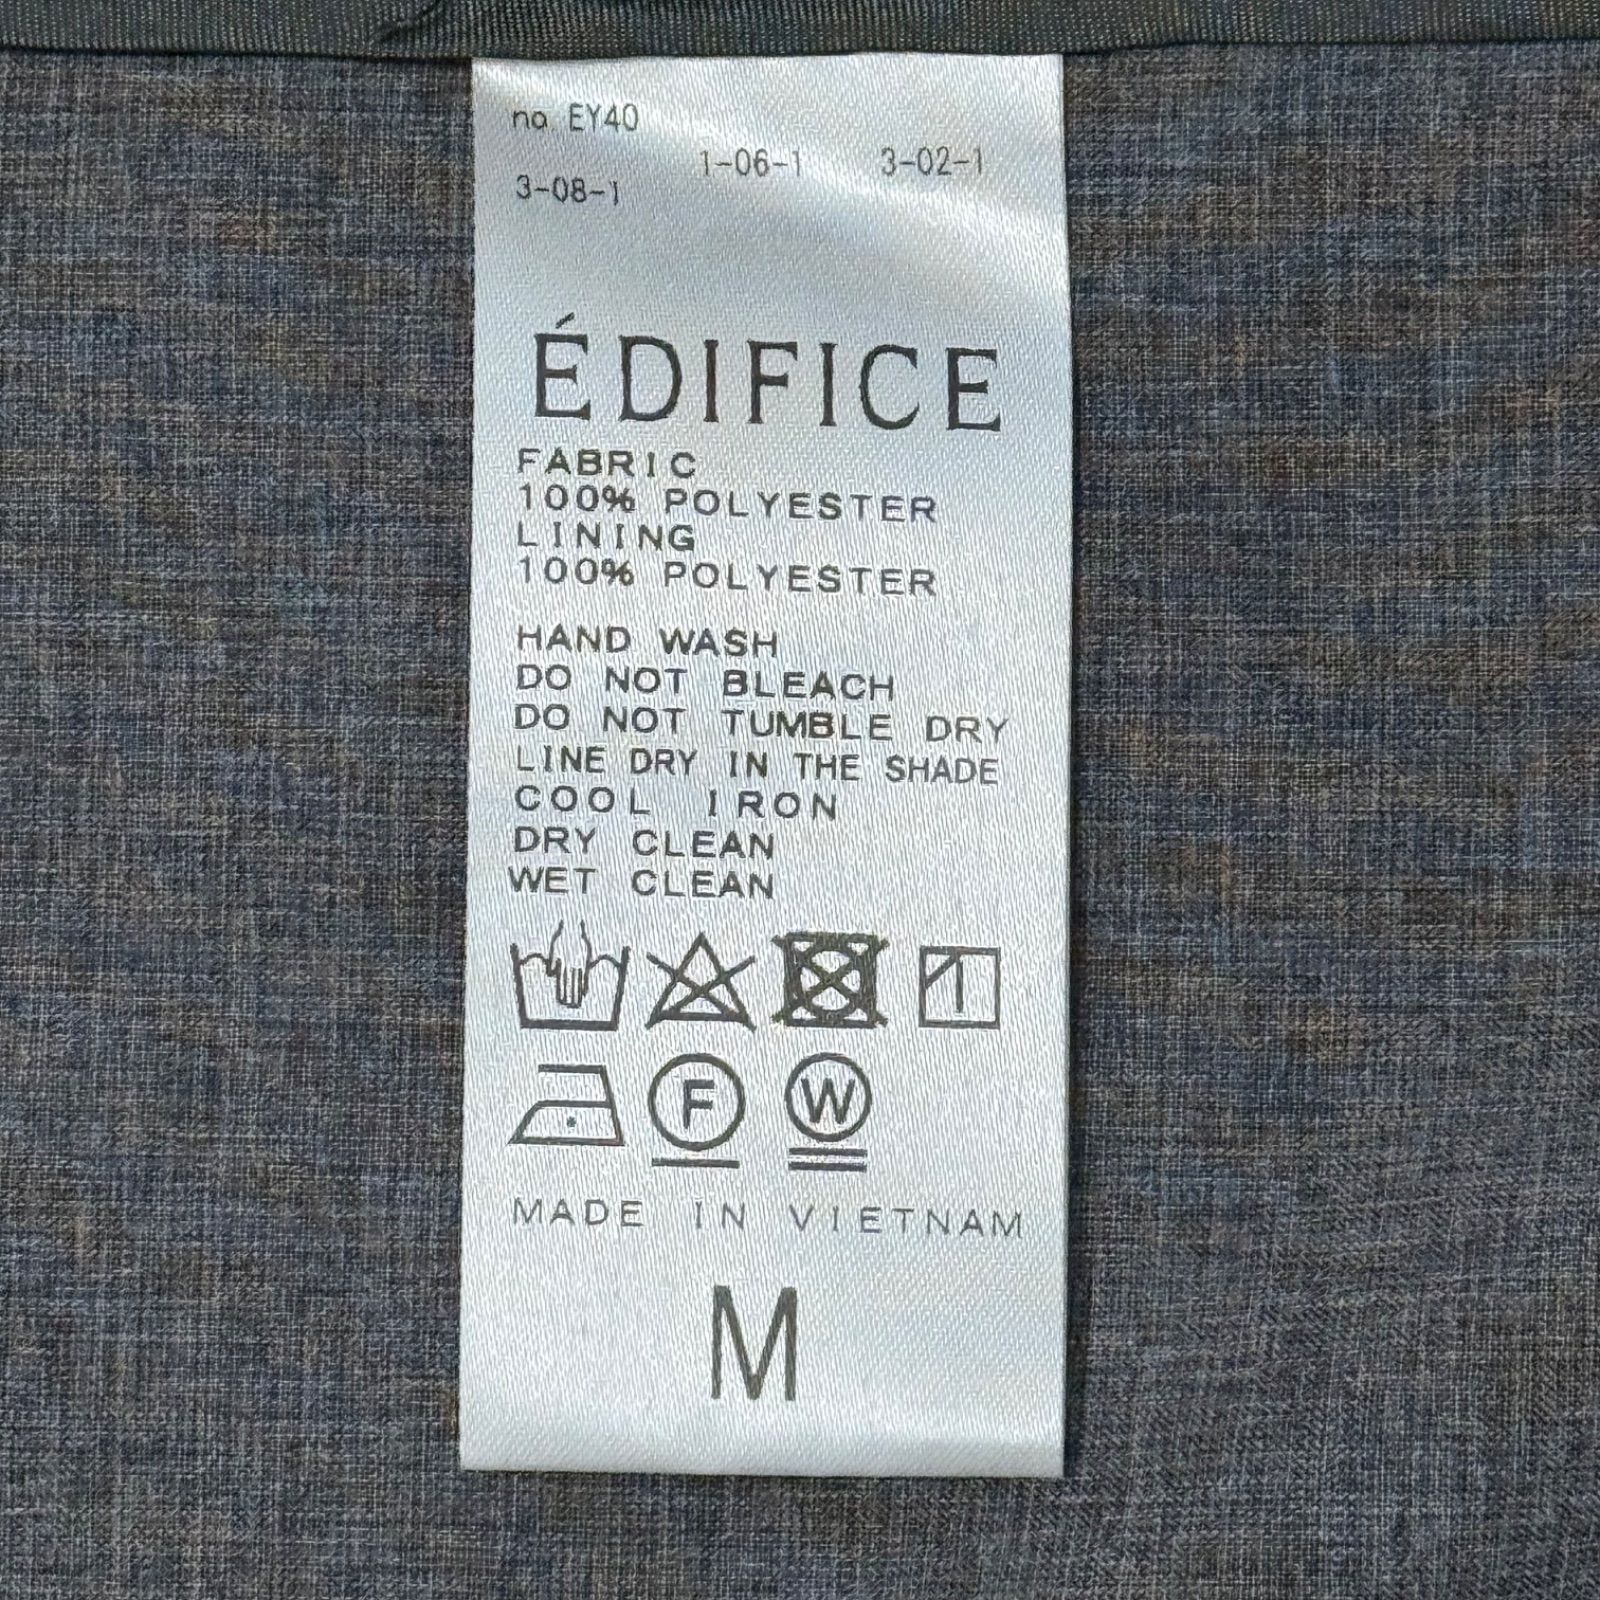 no. EY40
1-06-1 3-02-1
3-08-1
ÉDIFICE
FABRIC
100% POLYESTER
LINING
100% POLYESTER
HAND WASH
DO NOT BLEACH
DO NOT TUMBLE DRY
LINE DRY IN THE SHADE
COOL IRON
DRY CLEAN
WET CLEAN
F W
MADE IN VIETNAM
M